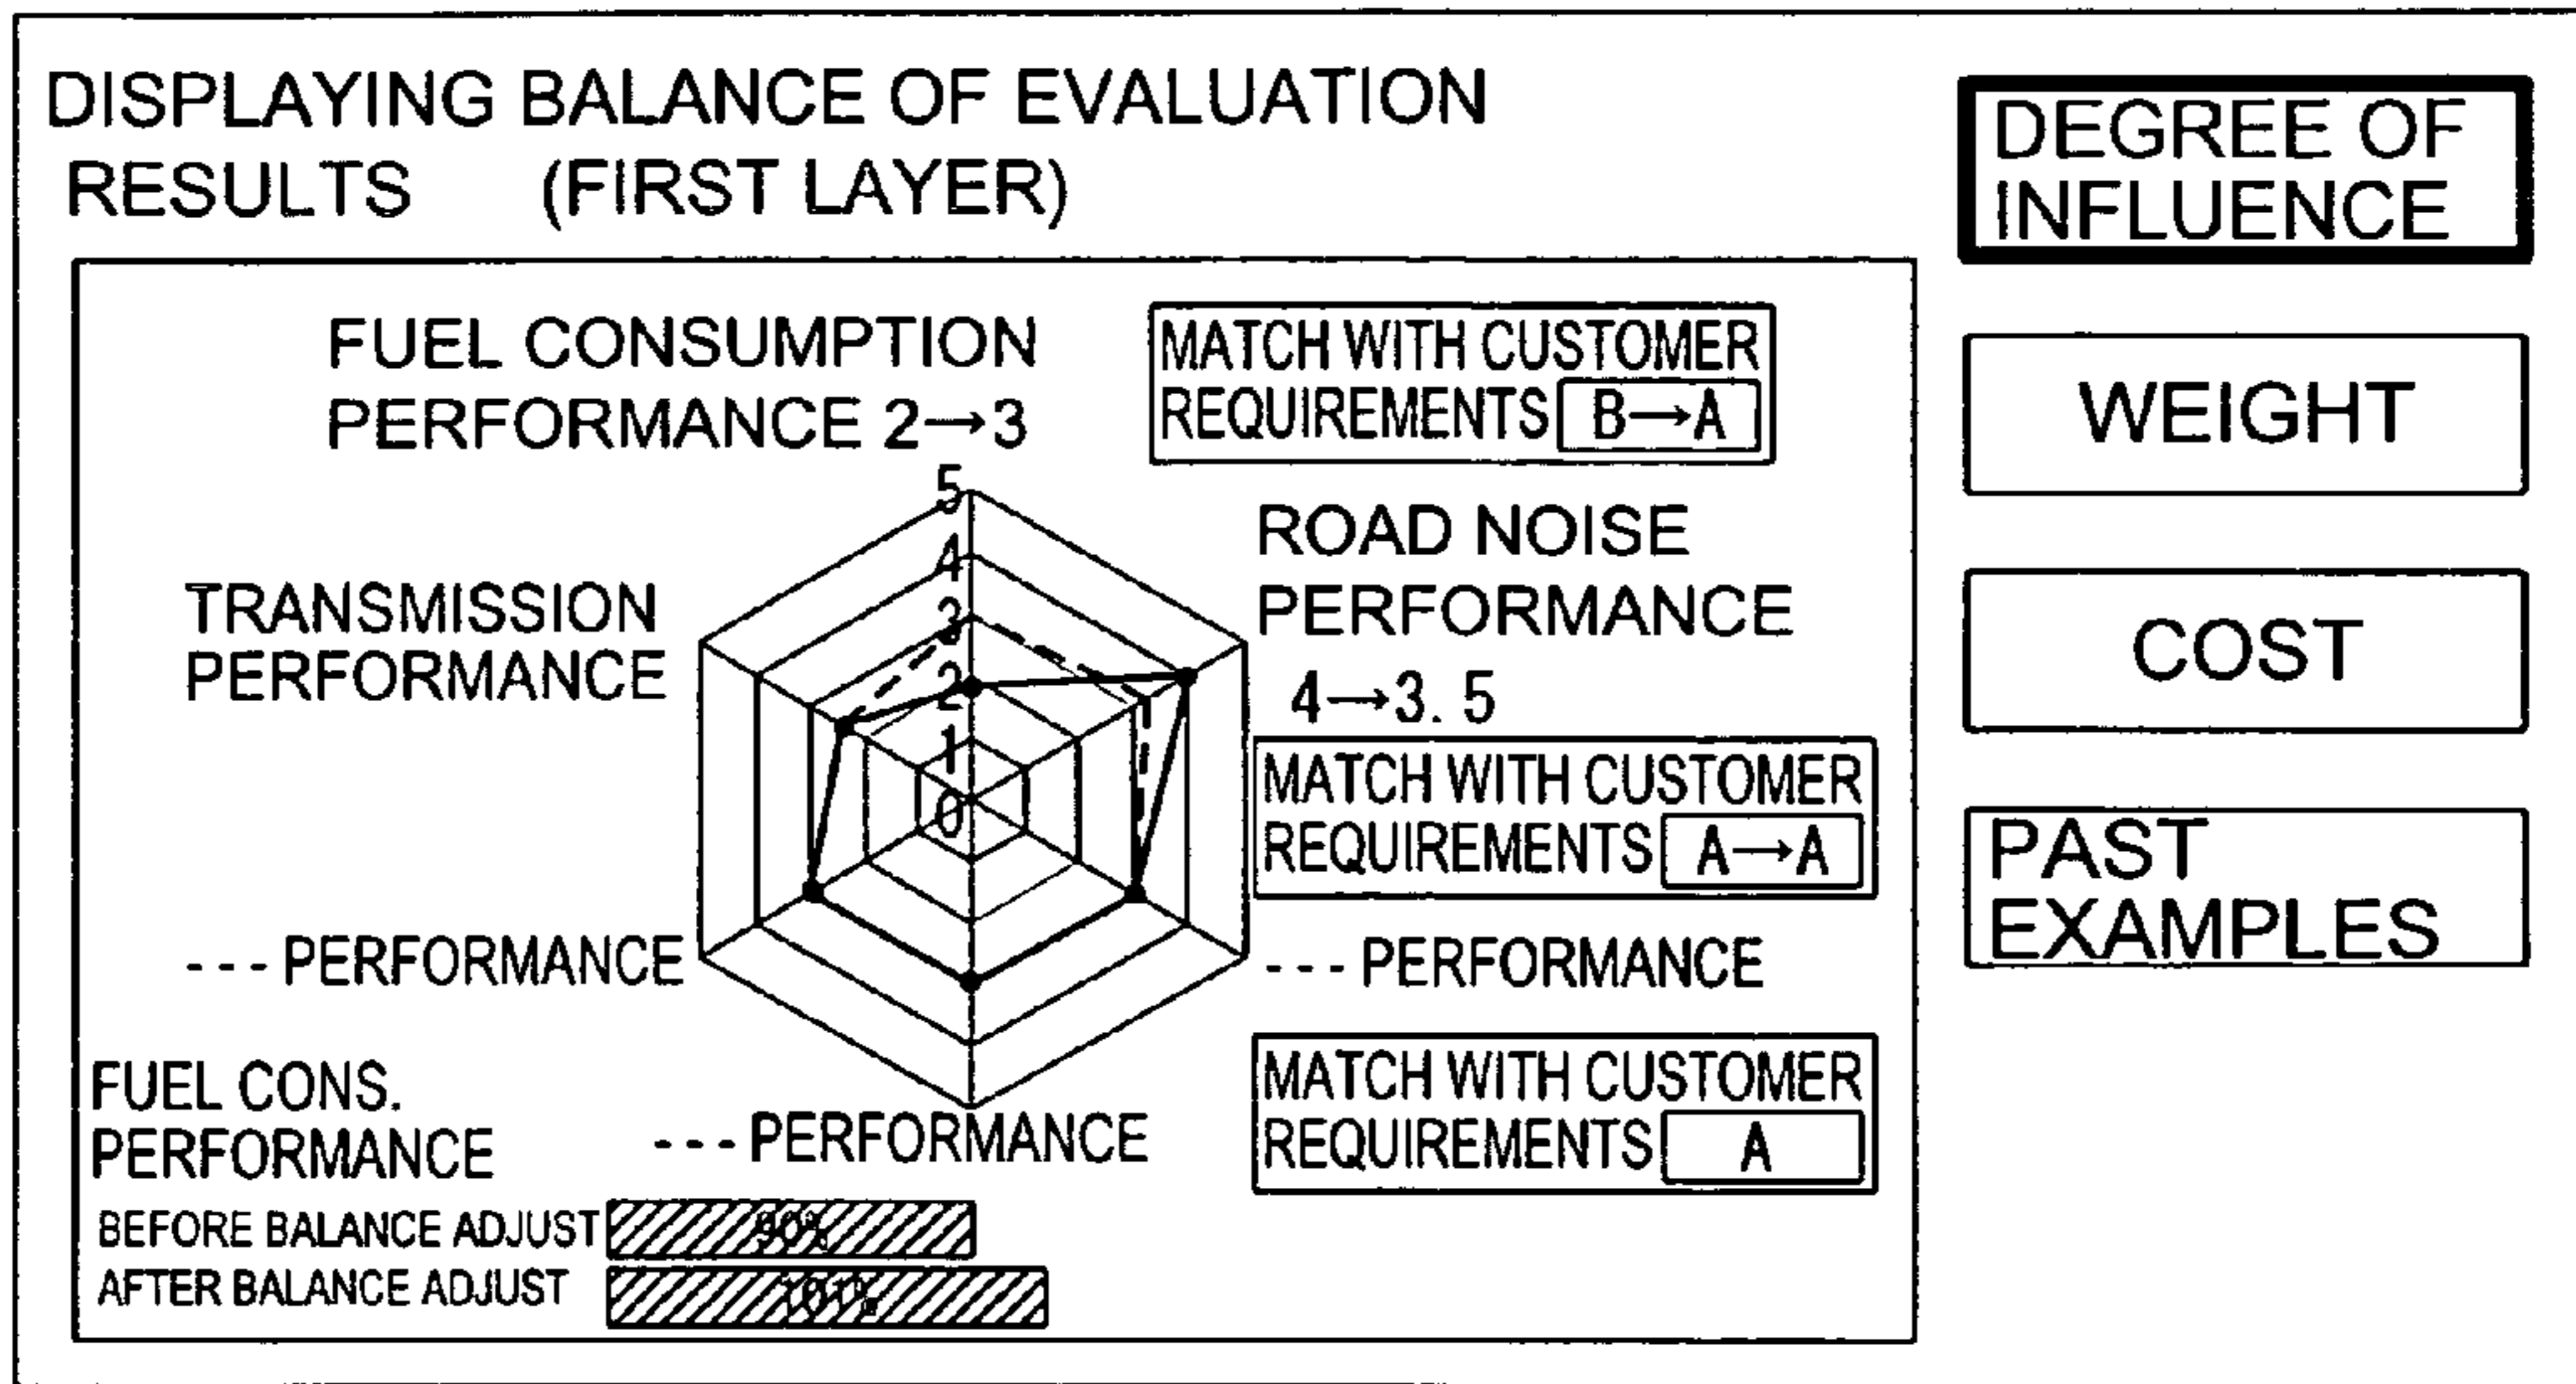 DISPLAYING BALANCE OF EVALUATION
RESULTS (FIRST LAYER)
FUEL CONSUMPTION
PERFORMANCE 2→3
MATCH WITH CUSTOMER
REQUIREMENTS B→A
5
4
3
2
1
0
ROAD NOISE
PERFORMANCE
4→3. 5
TRANSMISSION
PERFORMANCE
MATCH WITH CUSTOMER
REQUIREMENTS A→A
--- PERFORMANCE
--- PERFORMANCE
--- PERFORMANCE
MATCH WITH CUSTOMER
REQUIREMENTS A
FUEL CONS.
PERFORMANCE
BEFORE BALANCE ADJUST 90%
AFTER BALANCE ADJUST 101%
DEGREE OF
INFLUENCE
WEIGHT
COST
PAST
EXAMPLES